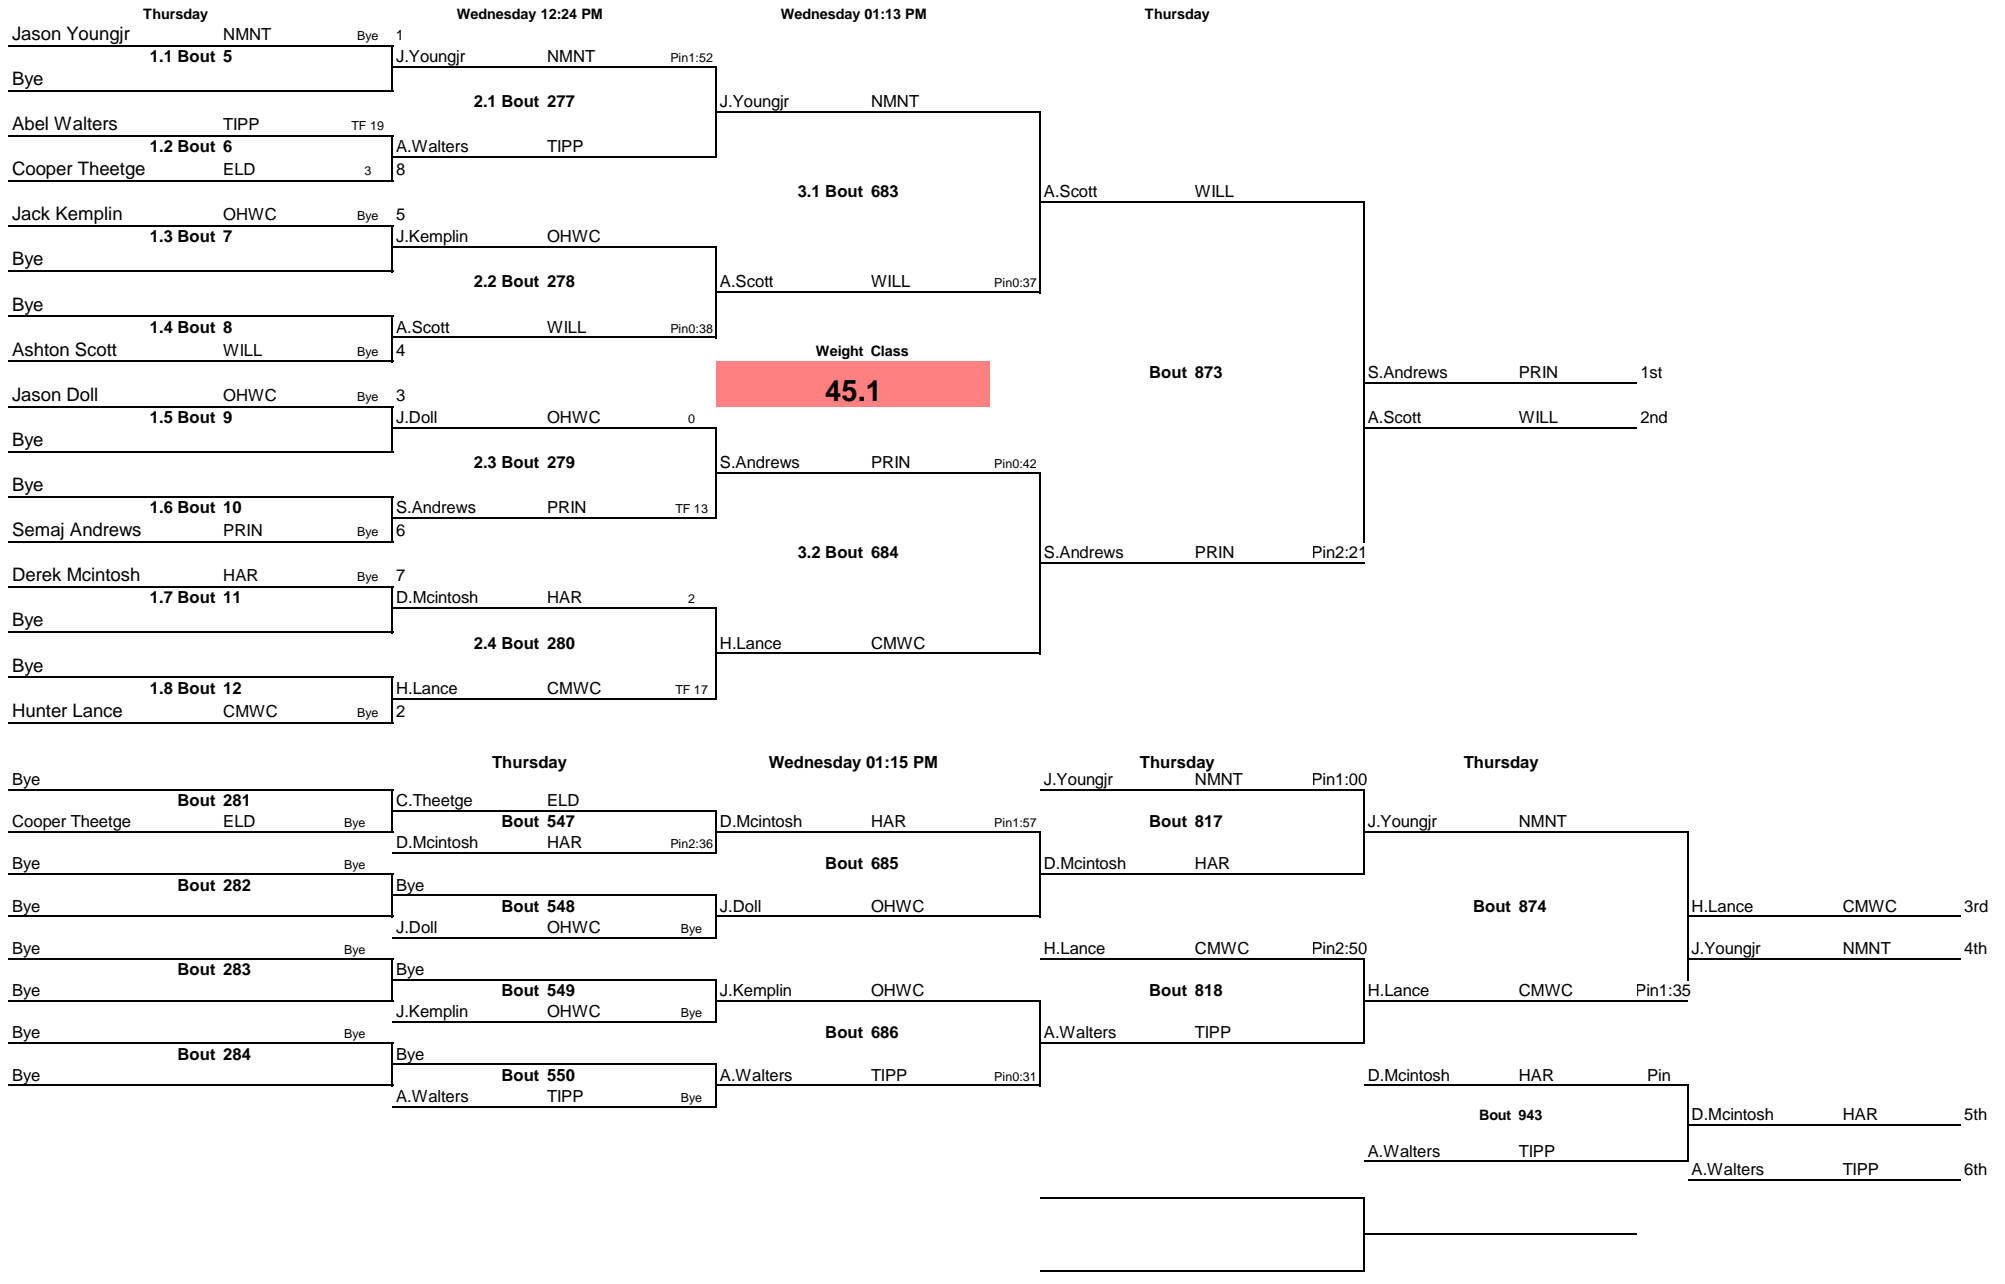 Thursday Wednesday 12:24 PM Wednesday 01:13 PM Thursday
Jason Youngjr NMNT Bye 1
1.1 Bout 5 J.Youngjr NMNT Pin1:52
Bye
2.1 Bout 277 J.Youngjr NMNT
Abel Walters TIPP TF 19
1.2 Bout 6 A.Walters TIPP
Cooper Theetge ELD 3 8
3.1 Bout 683 A.Scott WILL
Jack Kemplin OHWC Bye 5
1.3 Bout 7 J.Kemplin OHWC
Bye
2.2 Bout 278 A.Scott WILL Pin0:37
Bye
1.4 Bout 8 A.Scott WILL Pin0:38
Ashton Scott WILL Bye 4 Weight Class
Bout 873 S.Andrews PRIN 1st
Jason Doll OHWC Bye 3 45.1
1.5 Bout 9 J.Doll OHWC 0 A.Scott WILL 2nd
Bye
2.3 Bout 279 S.Andrews PRIN Pin0:42
Bye
1.6 Bout 10 S.Andrews PRIN TF 13
Semaj Andrews PRIN Bye 6
3.2 Bout 684 S.Andrews PRIN Pin2:21
Derek Mcintosh HAR Bye 7
1.7 Bout 11 D.Mcintosh HAR 2
Bye
2.4 Bout 280 H.Lance CMWC
Bye
1.8 Bout 12 H.Lance CMWC TF 17
Hunter Lance CMWC Bye 2
Thursday Wednesday 01:15 PM Thursday Thursday
Bye J.Youngjr NMNT Pin1:00
Bout 281 C.Theetge ELD
Cooper Theetge ELD Bye Bout 547 D.Mcintosh HAR Pin1:57 Bout 817 J.Youngjr NMNT
D.Mcintosh HAR Pin2:36
Bye Bye Bout 685 D.Mcintosh HAR
Bout 282 Bye
Bye Bout 548 J.Doll OHWC Bout 874 H.Lance CMWC 3rd
J.Doll OHWC Bye
Bye Bye H.Lance CMWC Pin2:50 J.Youngjr NMNT 4th
Bout 283 Bye
Bye Bout 549 J.Kemplin OHWC Bout 818 H.Lance CMWC Pin1:35
J.Kemplin OHWC Bye
Bye Bye Bout 686 A.Walters TIPP
Bout 284 Bye
Bye Bout 550 A.Walters TIPP Pin0:31 D.Mcintosh HAR Pin
A.Walters TIPP Bye
Bout 943 D.Mcintosh HAR 5th
A.Walters TIPP
A.Walters TIPP 6th